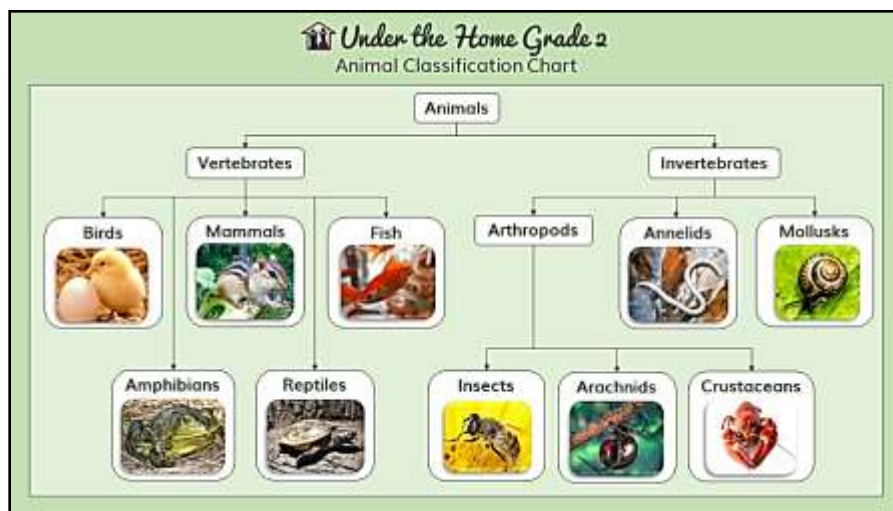 Under the Home Grade 2
Animal Classification Chart
Animals
Vertebrates
Invertebrates
Birds
Mammals
Fish
Arthropods
Annelids
Mollusks
Amphibians
Reptiles
Insects
Arachnids
Crustaceans